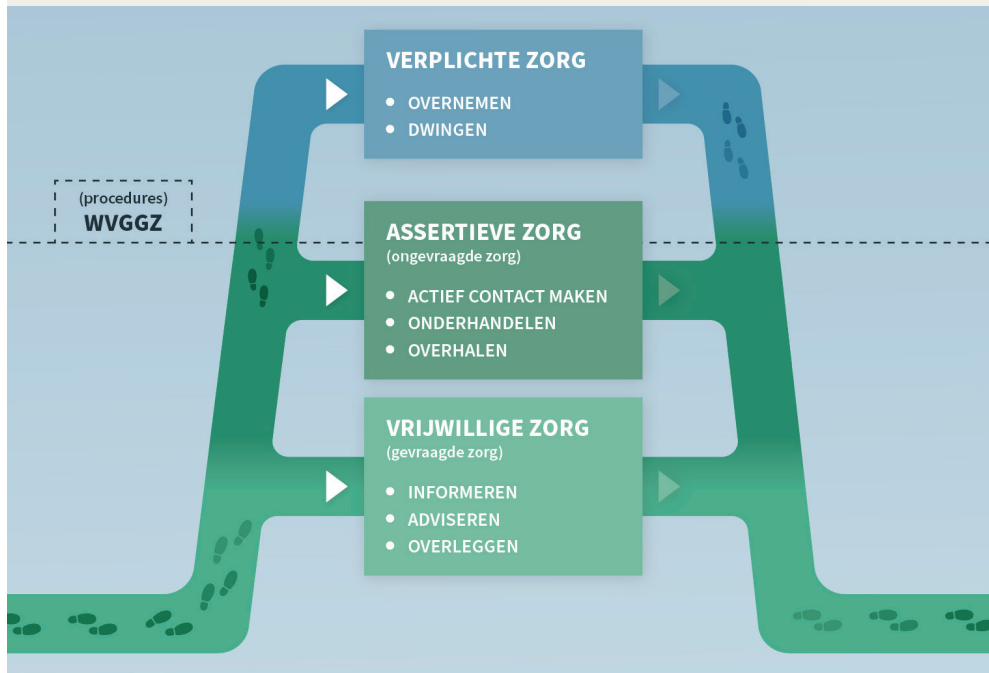 VERPLICHTE ZORG
• OVERNEMEN
• DWINGEN
(procedures)
WVGGZ
ASSERTIEVE ZORG
(ongevraagde zorg)
• ACTIEF CONTACT MAKEN
• ONDERHANDELEN
• OVERHALEN
VRIJWILLIGE ZORG
(gevraagde zorg)
• INFORMEREN
• ADVISEREN
• OVERLEGGEN